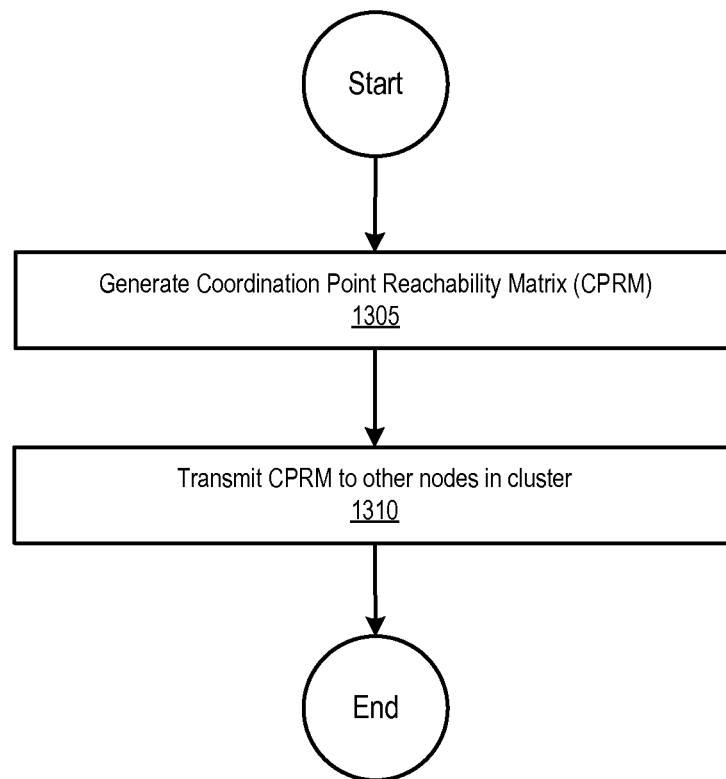 Start
Generate Coordination Point Reachability Matrix (CPRM)
1305
Transmit CPRM to other nodes in cluster
1310
End